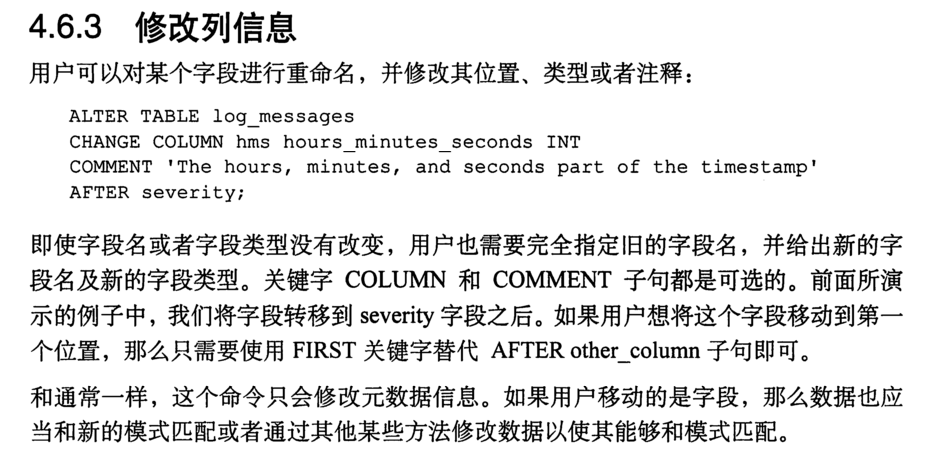 4.6.3 修改列信息
用户可以对某个字段进行重命名，并修改其位置、类型或者注释：
ALTER TABLE log_messages
CHANGE COLUMN hms hours_minutes_seconds INT
COMMENT 'The hours, minutes, and seconds part of the timestamp'
AFTER severity;
即使字段名或者字段类型没有改变，用户也需要完全指定旧的字段名，并给出新的字
段名及新的字段类型。关键字 COLUMN 和 COMMENT 子句都是可选的。前面所演
示的例子中，我们将字段转移到 severity 字段之后。如果用户想将这个字段移动到第一
个位置，那么只需要使用 FIRST 关键字替代 AFTER other_column 子句即可。
和通常一样，这个命令只会修改元数据信息。如果用户移动的是字段，那么数据也应
当和新的模式匹配或者通过其他某些方法修改数据以使其能够和模式匹配。